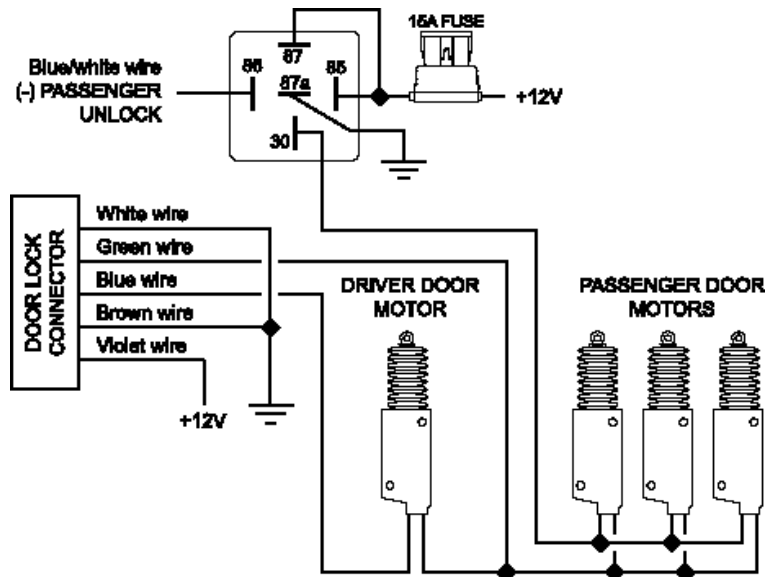 15A FUSE
Blue/white wire
(-) PASSENGER
UNLOCK
86
87
87a
85
30
+12V
DOOR LOCK
CONNECTOR
White wire
Green wire
Blue wire
Brown wire
Violet wire
+12V
DRIVER DOOR
MOTOR
PASSENGER DOOR
MOTORS